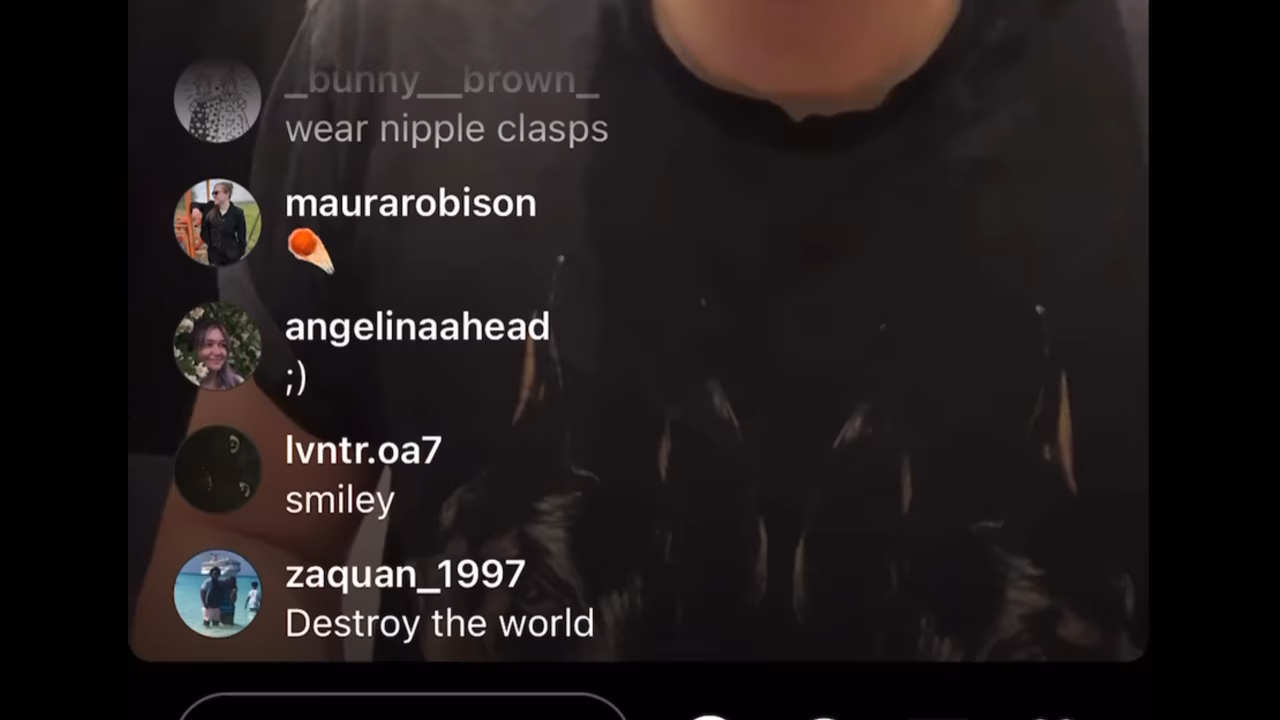 _bunny__brown_
wear nipple clasps
maurarobison
☄️
angelinaahead
;)
lvntr.oa7
smiley
zaquan_1997
Destroy the world